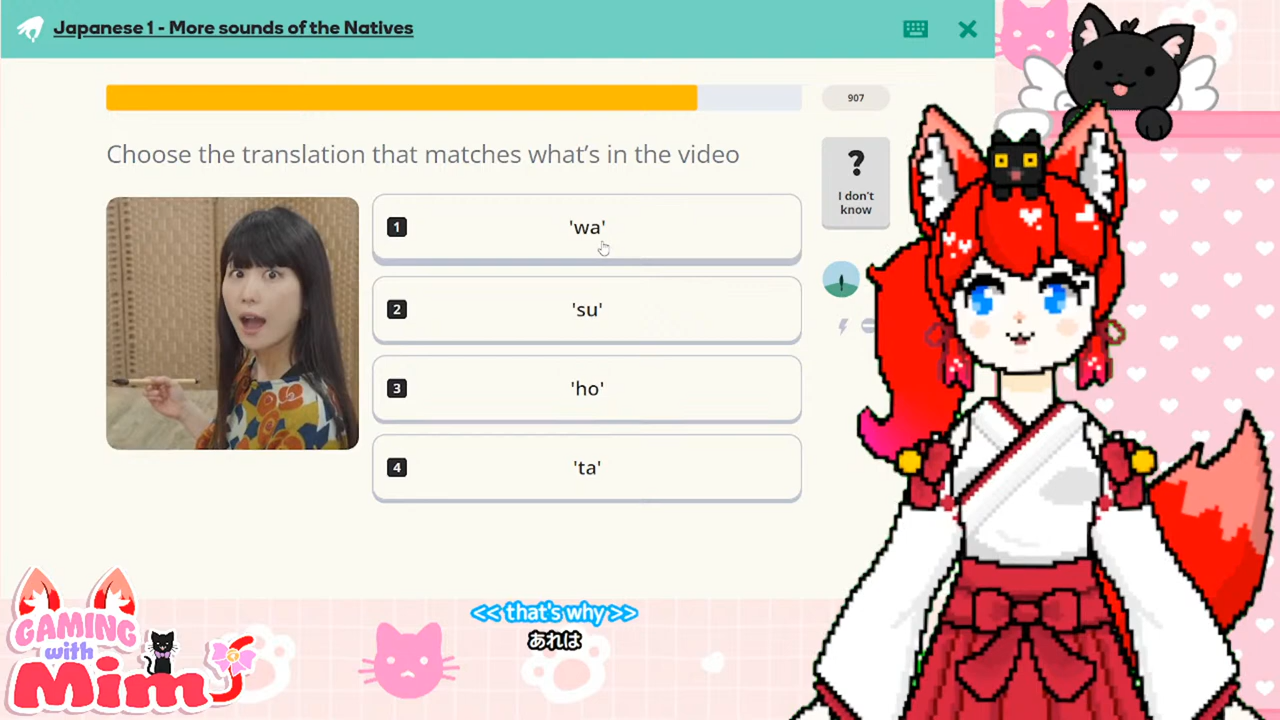 Japanese 1 - More sounds of the Natives
907
Choose the translation that matches what's in the video
?
I don't
know
1 'wa'
2 'su'
3 'ho'
4 'ta'
<< that's why >>
あれは
GAMING
with
Mim